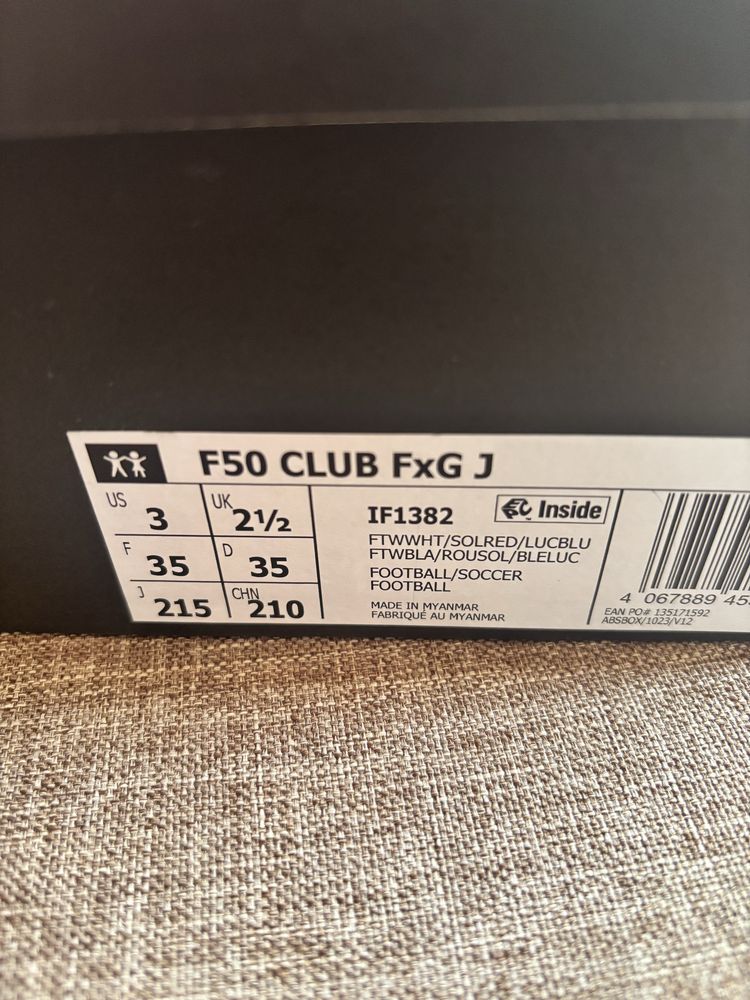 F50 CLUB FxG J
US 3 UK 2½
F 35 D 35
J 215 CHN 210
IF1382 Inside
FTWWHT/SOLRED/LUCBLU
FTWBLA/ROUSOL/BLELUC
FOOTBALL/SOCCER
FOOTBALL
MADE IN MYANMAR
FABRIQUÉ AU MYANMAR
4 067889 45
EAN PO# 135171592
ABSBOX/1023/V12